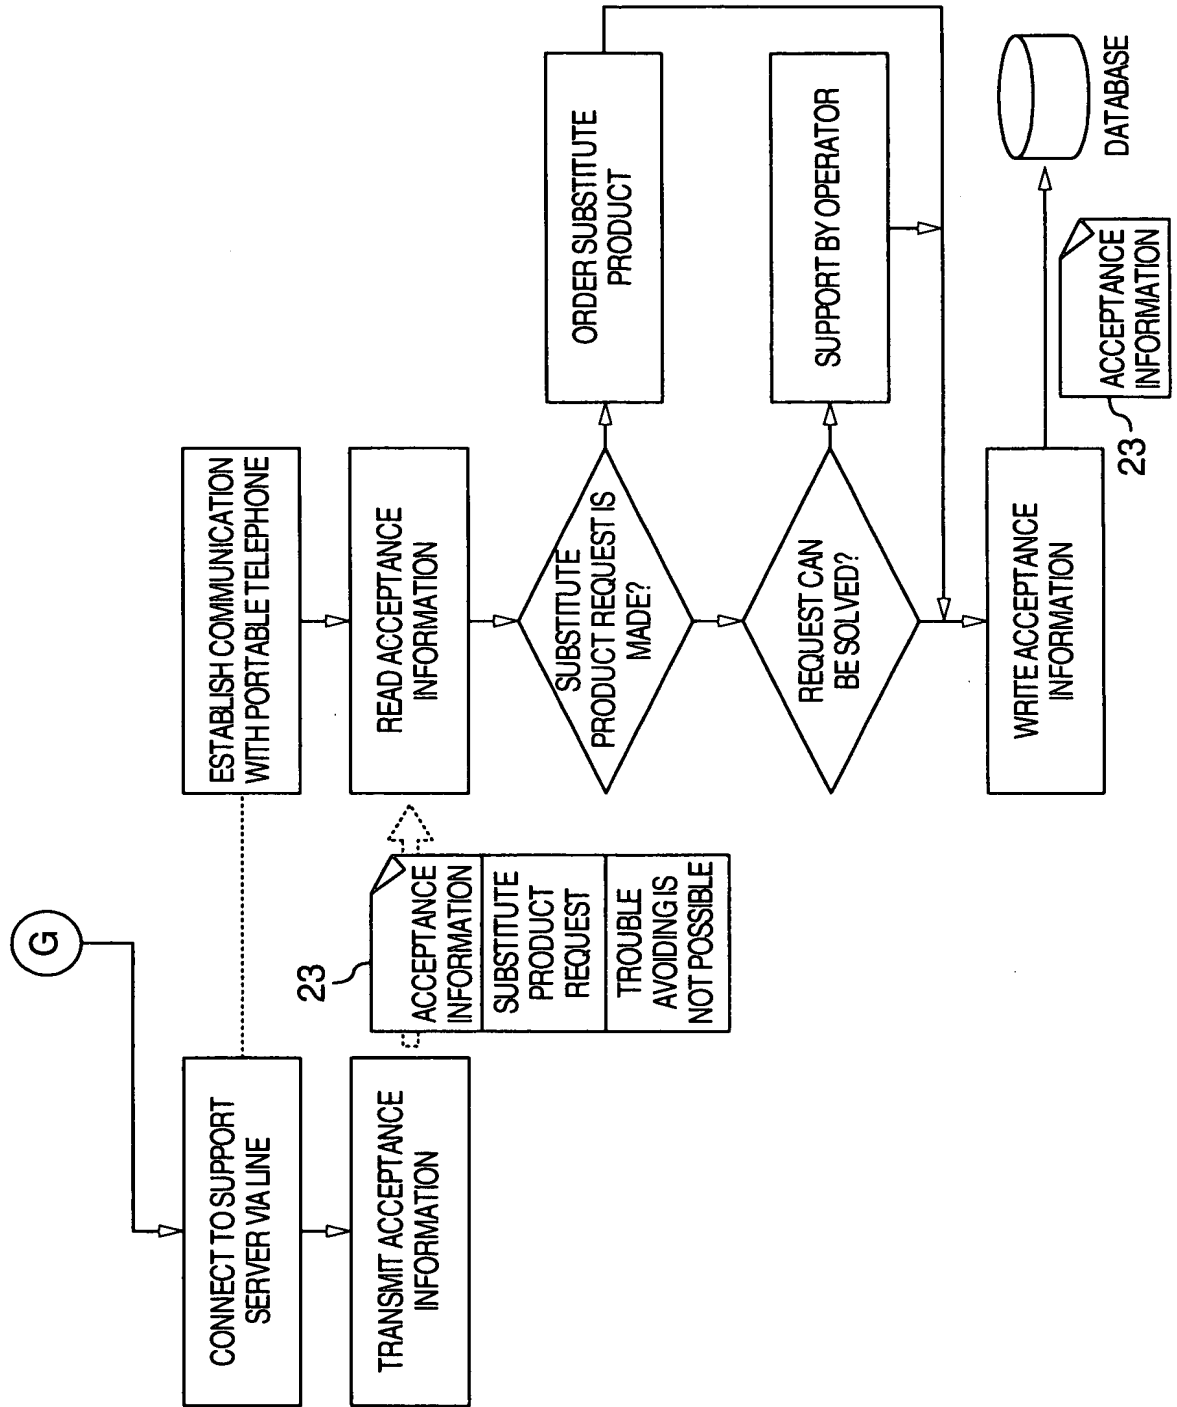 G
CONNECT TO SUPPORT
SERVER VIA LINE
TRANSMIT ACCEPTANCE
INFORMATION
23
ACCEPTANCE
INFORMATION
SUBSTITUTE
PRODUCT
REQUEST
TROUBLE
AVOIDING IS
NOT POSSIBLE
ESTABLISH COMMUNICATION
WITH PORTABLE TELEPHONE
READ ACCEPTANCE
INFORMATION
SUBSTITUTE
PRODUCT REQUEST IS
MADE?
ORDER SUBSTITUTE
PRODUCT
REQUEST CAN
BE SOLVED?
SUPPORT BY OPERATOR
WRITE ACCEPTANCE
INFORMATION
23
ACCEPTANCE
INFORMATION
DATABASE